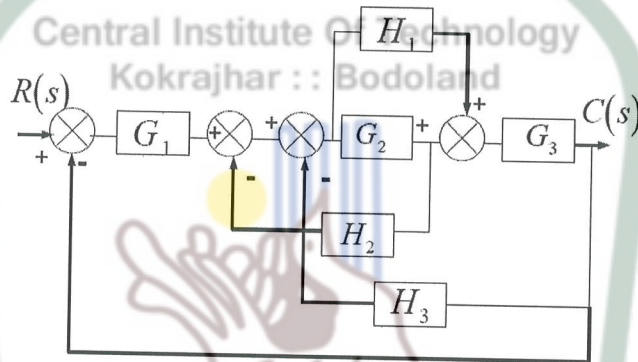 Central Institute Of Technology
Kokrajhar : : Bodoland
H₁
R(s)
C(s)
+ - G₁ + - + - G₂ + + G₃
H₂
H₃